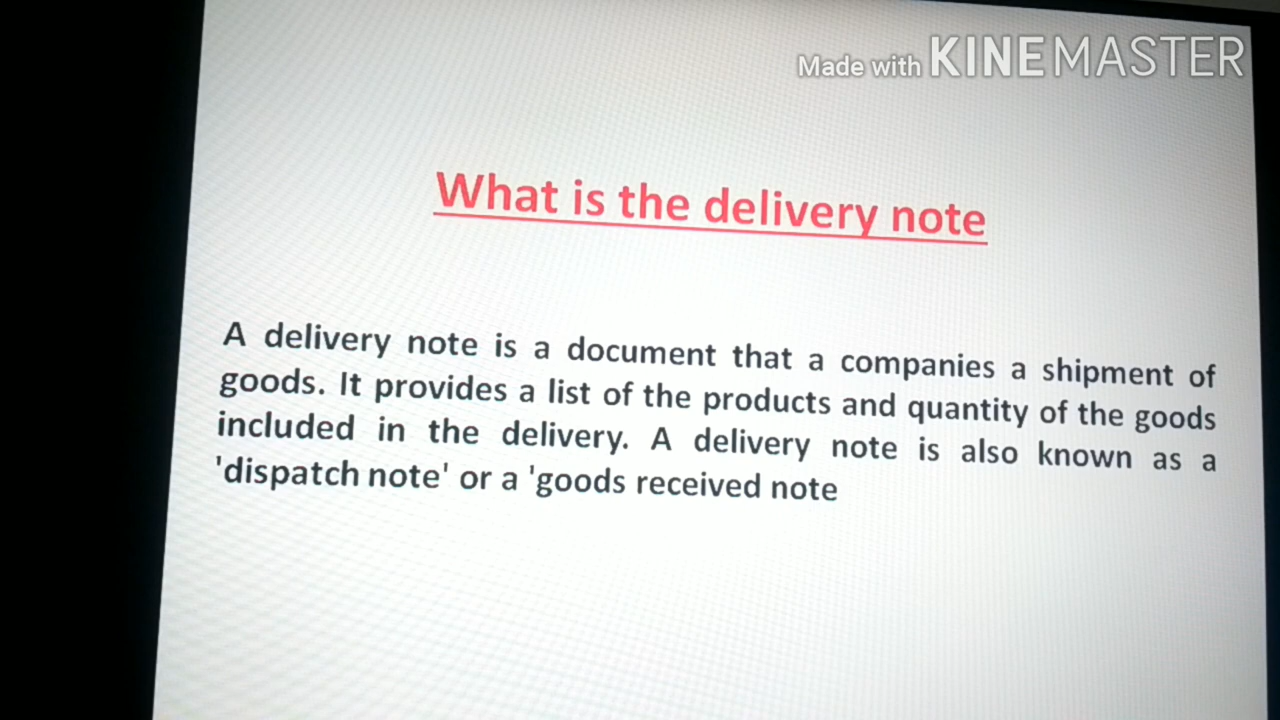 Made with KINEMASTER
What is the delivery note
A delivery note is a document that a companies a shipment of
goods. It provides a list of the products and quantity of the goods
included in the delivery. A delivery note is also known as a
'dispatch note' or a 'goods received note